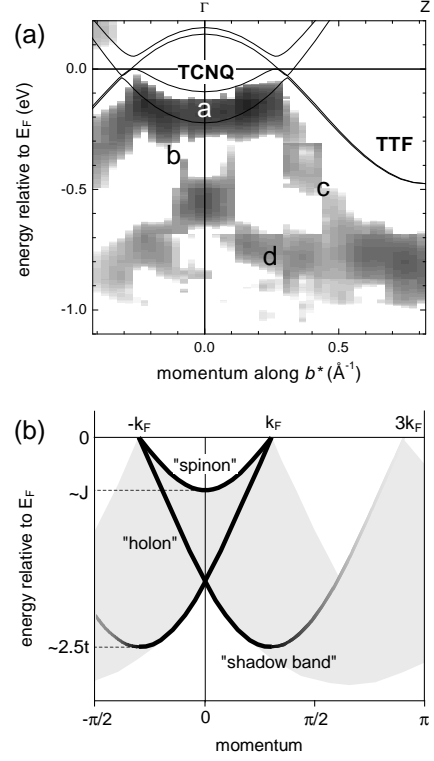 (a)
Γ
Z
0.0
-0.5
-1.0
energy relative to E_F (eV)
TCNQ
a
b
TTF
c
d
0.0
0.5
momentum along b* (Å⁻¹)
(b)
-k_F
k_F
3k_F
0
"spinon"
~J
"holon"
~2.5t
"shadow band"
energy relative to E_F
-π/2
0
π/2
π
momentum